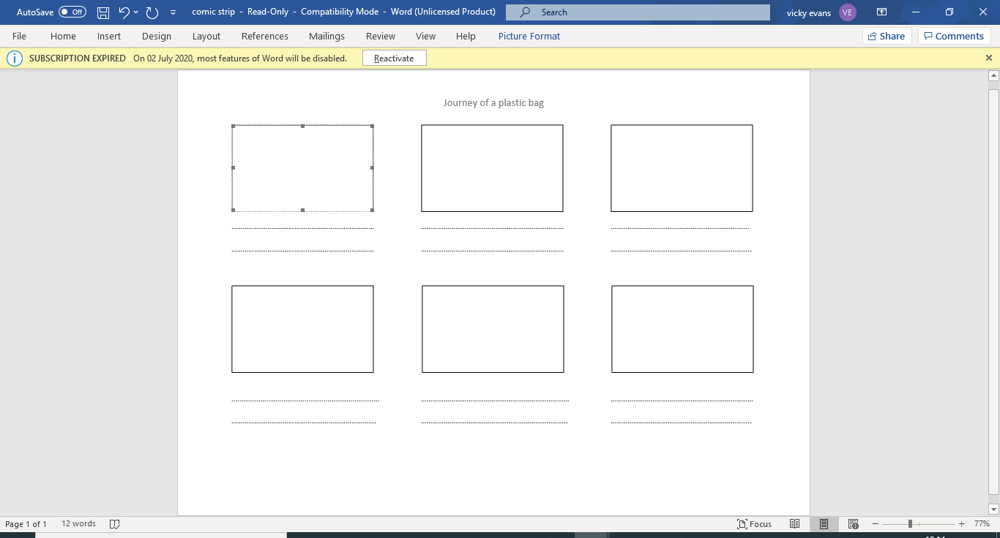 AutoSave Off comic strip - Read-Only - Compatibility Mode - Word (Unlicensed Product) Search vicky evans VE
File Home Insert Design Layout References Mailings Review View Help Picture Format Share Comments
SUBSCRIPTION EXPIRED On 02 July 2020, most features of Word will be disabled. Reactivate
Journey of a plastic bag
Page 1 of 1 12 words Focus 77%